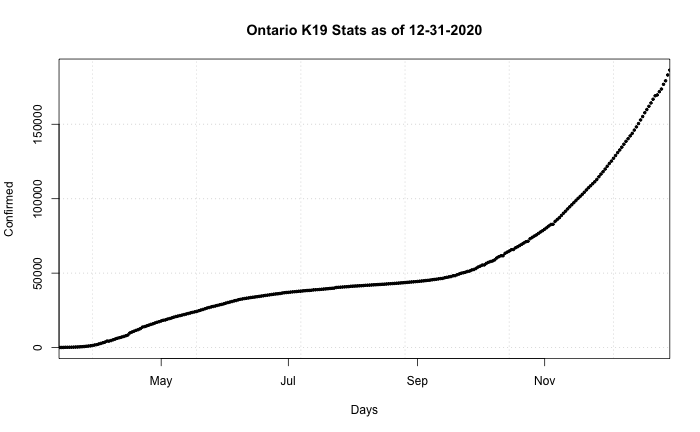 Ontario K19 Stats as of 12-31-2020
Confirmed
150000
100000
50000
0
May Jul Sep Nov
Days